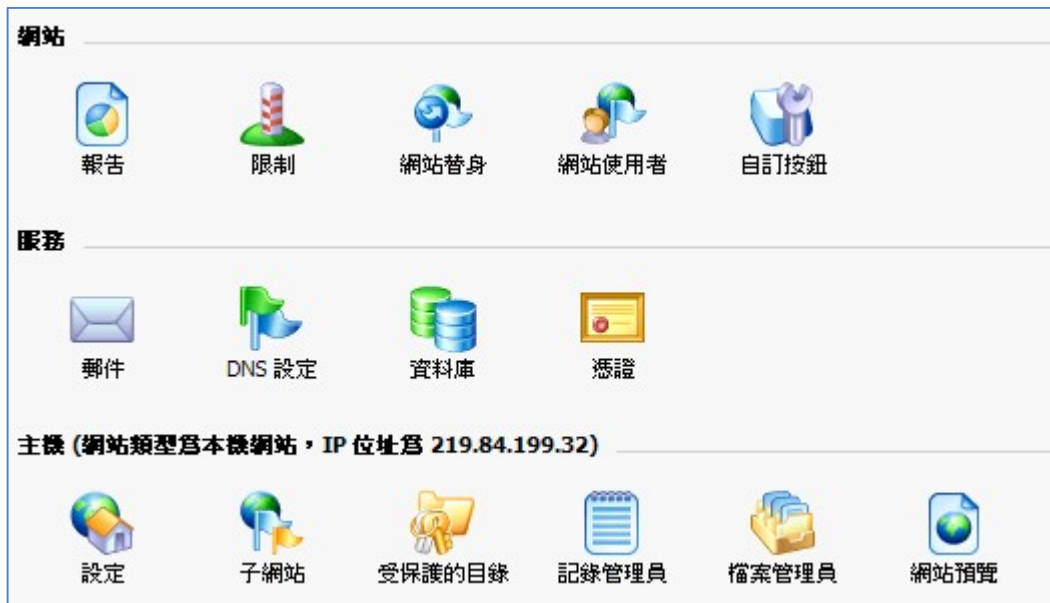 網站
報告 限制 網站替身 網站使用者 自訂按鈕
服務
郵件 DNS 設定 資料庫 憑證
主機 (網站類型為本機網站，IP 位址為 219.84.199.32)
設定 子網站 受保護的目錄 記錄管理員 檔案管理員 網站預覽